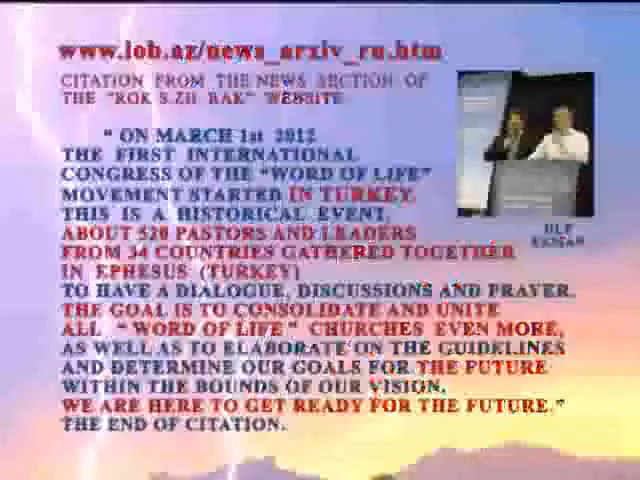 www.lob.az/news_arxiv_ru.htm
CITATION FROM THE NEWS SECTION OF
THE "ROK S.ZH. RAK" WEBSITE
" ON MARCH 1st 2012
THE FIRST INTERNATIONAL
CONGRESS OF THE "WORD OF LIFE"
MOVEMENT STARTED IN TURKEY.
THIS IS A HISTORICAL EVENT.
ABOUT 520 PASTORS AND LEADERS
FROM 34 COUNTRIES GATHERED TOGETHER
IN EPHESUS (TURKEY)
TO HAVE A DIALOGUE, DISCUSSIONS AND PRAYER.
THE GOAL IS TO CONSOLIDATE AND UNITE
ALL "WORD OF LIFE" CHURCHES EVEN MORE,
AS WELL AS TO ELABORATE ON THE GUIDELINES
AND DETERMINE OUR GOALS FOR THE FUTURE
WITHIN THE BOUNDS OF OUR VISION.
WE ARE HERE TO GET READY FOR THE FUTURE."
THE END OF CITATION.
ULF
EKMAN